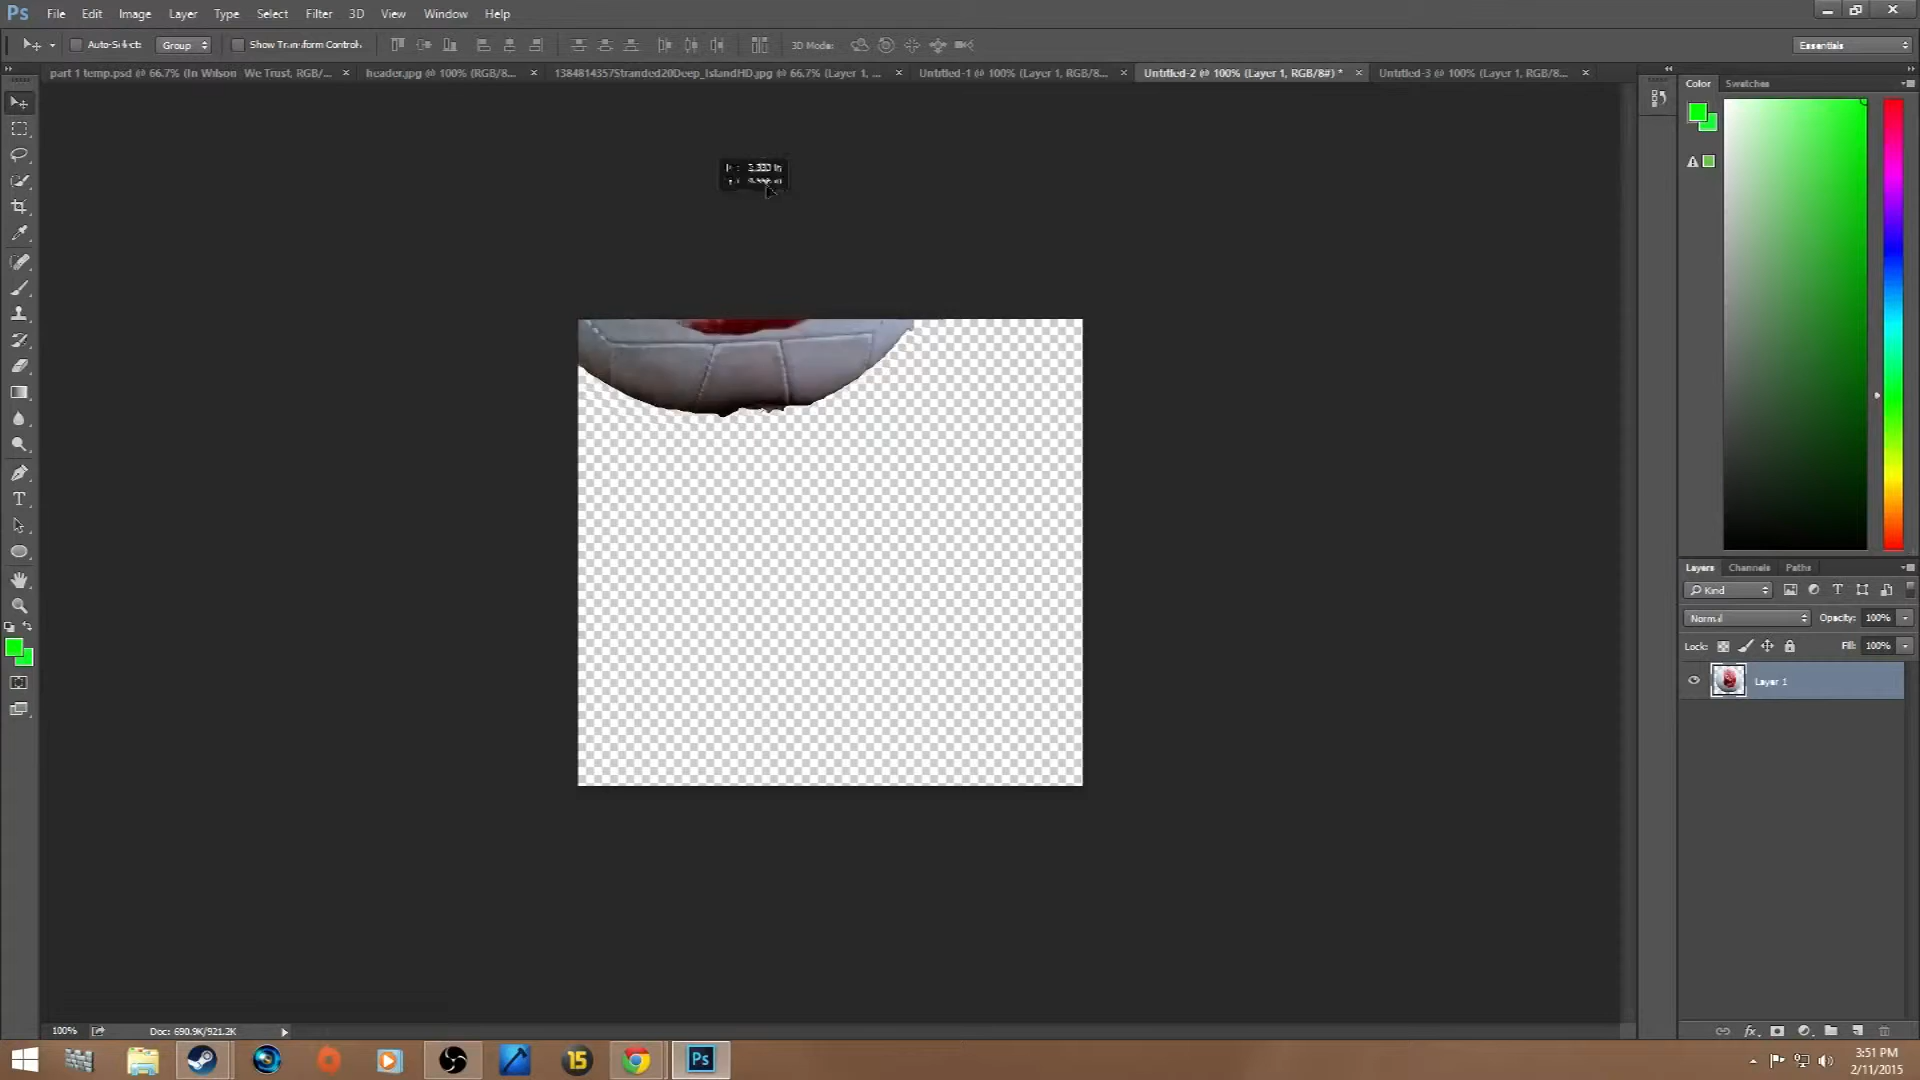 Ps File Edit Image Layer Type Select Filter 3D View Window Help
Auto-Select: Group Show Transform Controls 3D Mode: Essentials
part 1 temp.psd @ 66.7% (In Wilson We Trust, RGB/... × header.jpg @ 100% (RGB/8... × 1384814357Stranded20Deep_IslandHD.jpg @ 66.7% (Layer 1, ... × Untitled-1 @ 100% (Layer 1, RGB/8... × Untitled-2 @ 100% (Layer 1, RGB/8#) * × Untitled-3 @ 100% (Layer 1, RGB/8... ×
Color Swatches
Layers Channels Paths
Kind
Normal Opacity: 100%
Lock: Fill: 100%
Layer 1
100% Doc: 690.9K/921.2K
fx
15 Ps
3:51 PM
2/11/2015